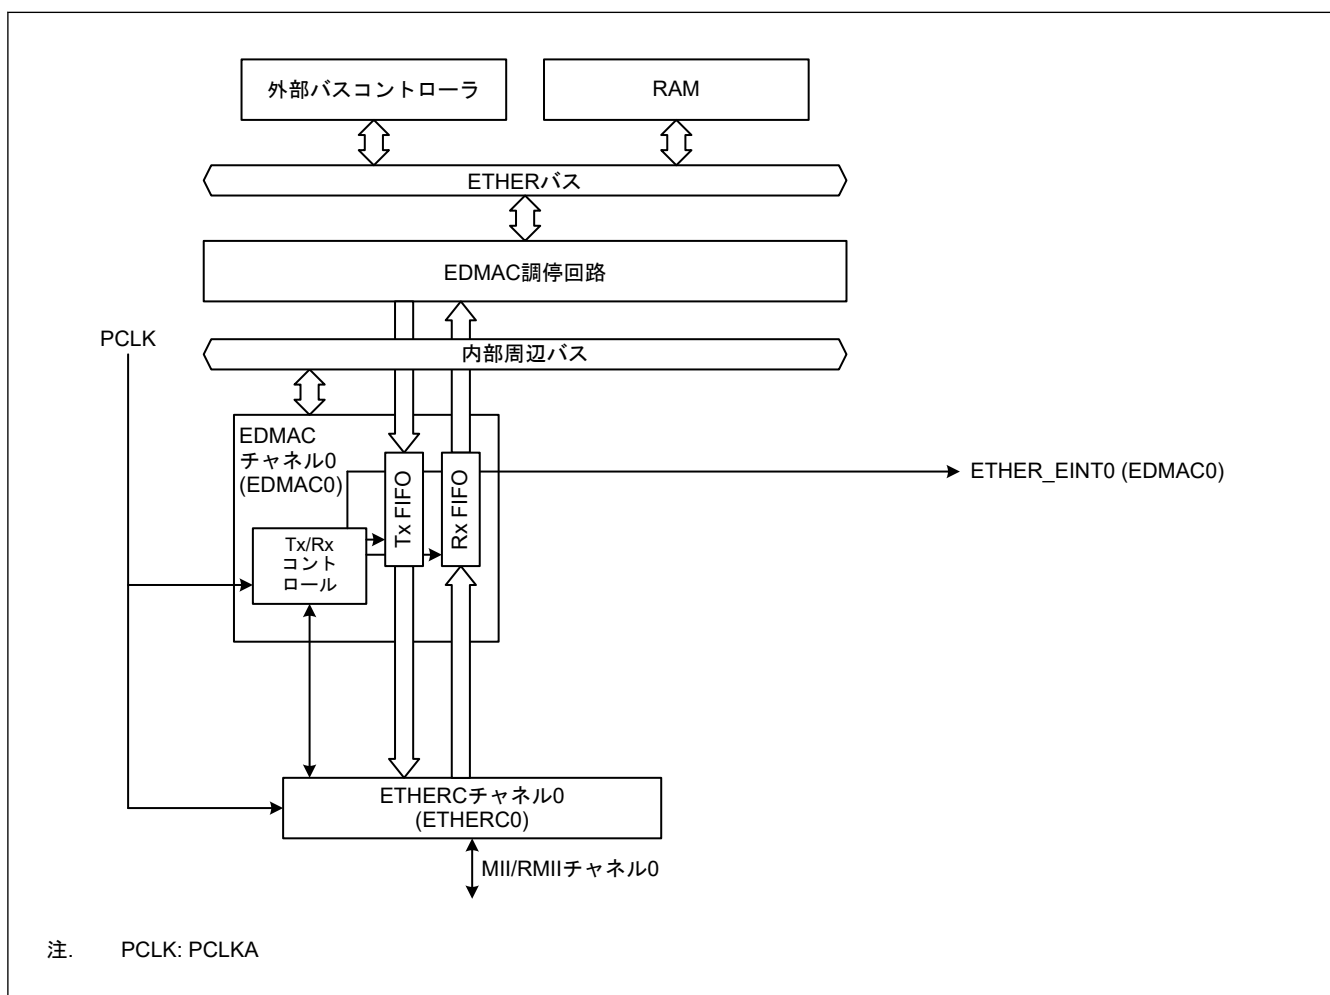 外部バスコントローラ
RAM
ETHERバス
EDMAC調停回路
PCLK
内部周辺バス
EDMAC
チャネル0
(EDMAC0)
Tx FIFO
Rx FIFO
ETHER_EINT0 (EDMAC0)
Tx/Rx
コント
ロール
ETHERCチャネル0
(ETHERC0)
MII/RMIIチャネル0
注. PCLK: PCLKA